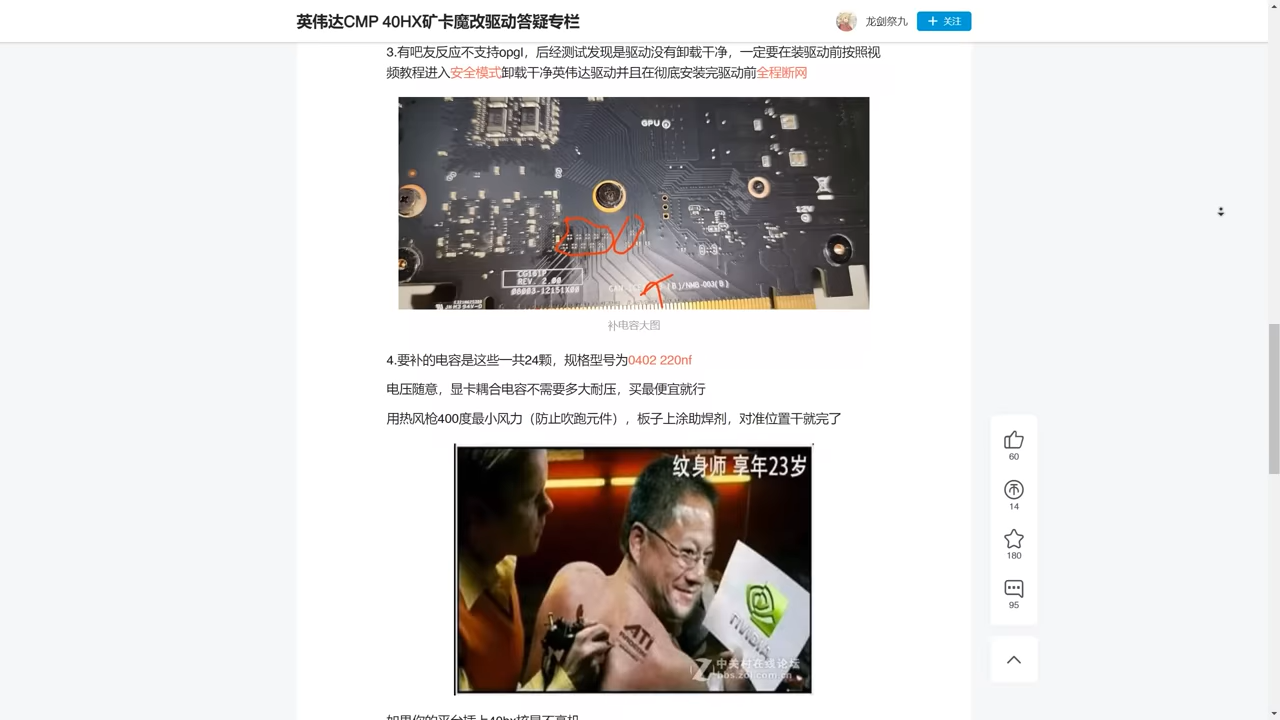 英伟达CMP 40HX矿卡魔改驱动答疑专栏
龙剑祭九
+ 关注
3.有吧友反应不支持opgl，后经测试发现是驱动没有卸载干净，一定要在装驱动前按照视
频教程进入安全模式卸载干净英伟达驱动并且在彻底安装完驱动前全程断网
GPU
12V
CG161P
REV. 2.00
补电容大图
4.要补的电容是这些一共24颗，规格型号为0402 220nf
电压随意，显卡耦合电容不需要多大耐压，买最便宜就行
用热风枪400度最小风力（防止吹跑元件），板子上涂助焊剂，对准位置干就完了
纹身师 享年23岁
ATI
NVIDIA
中关村在线论坛
bbs.zol.com.cn
60
14
180
95